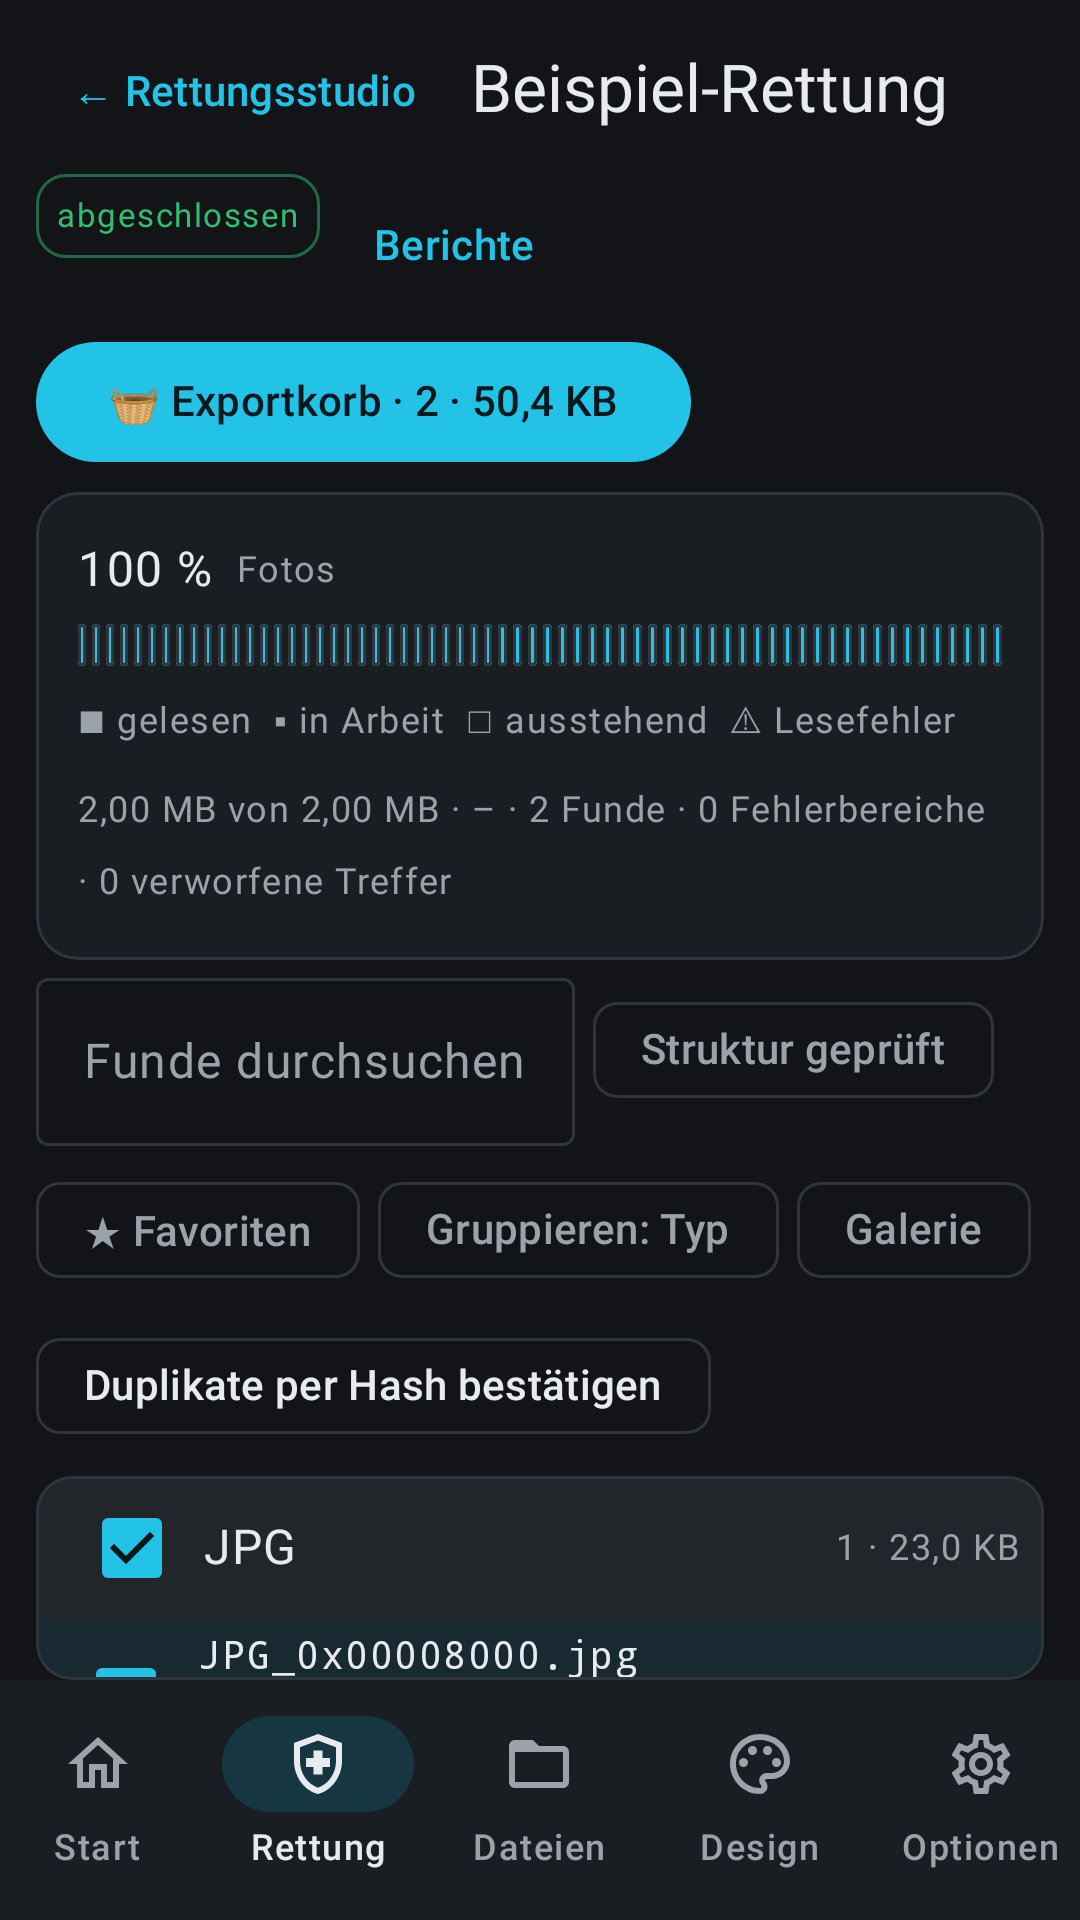 ← Rettungsstudio Beispiel-Rettung
abgeschlossen
Berichte
🧺 Exportkorb · 2 · 50,4 KB
100 % Fotos
■ gelesen ▪ in Arbeit □ ausstehend ⚠ Lesefehler
2,00 MB von 2,00 MB · – · 2 Funde · 0 Fehlerbereiche
· 0 verworfene Treffer
Funde durchsuchen
Struktur geprüft
★ Favoriten Gruppieren: Typ Galerie
Duplikate per Hash bestätigen
JPG 1 · 23,0 KB
JPG_0x00008000.jpg
Start Rettung Dateien Design Optionen